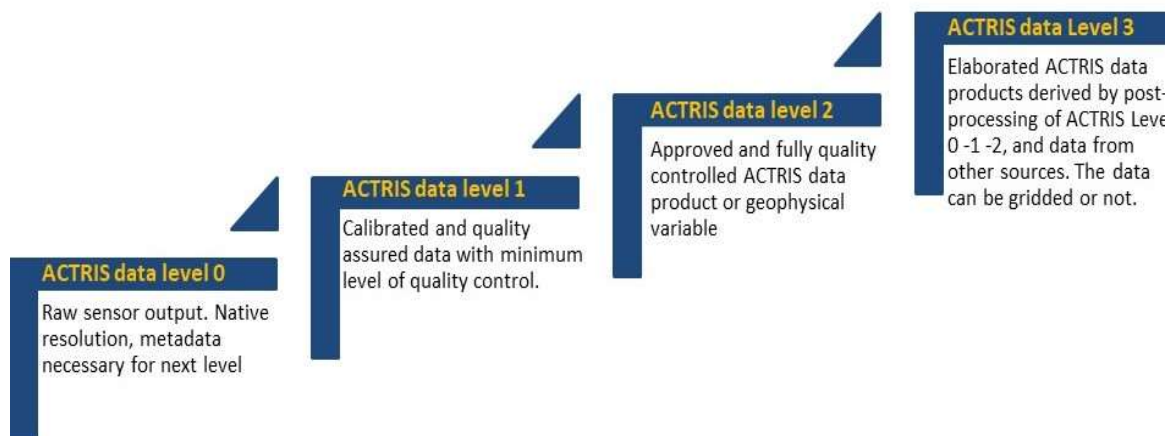 ACTRIS data level 0
Raw sensor output. Native
resolution, metadata
necessary for next level
ACTRIS data level 1
Calibrated and quality
assured data with minimum
level of quality control.
ACTRIS data level 2
Approved and fully quality
controlled ACTRIS data
product or geophysical
variable
ACTRIS data Level 3
Elaborated ACTRIS data
products derived by post-
processing of ACTRIS Leve
0 -1 -2, and data from
other sources. The data
can be gridded or not.